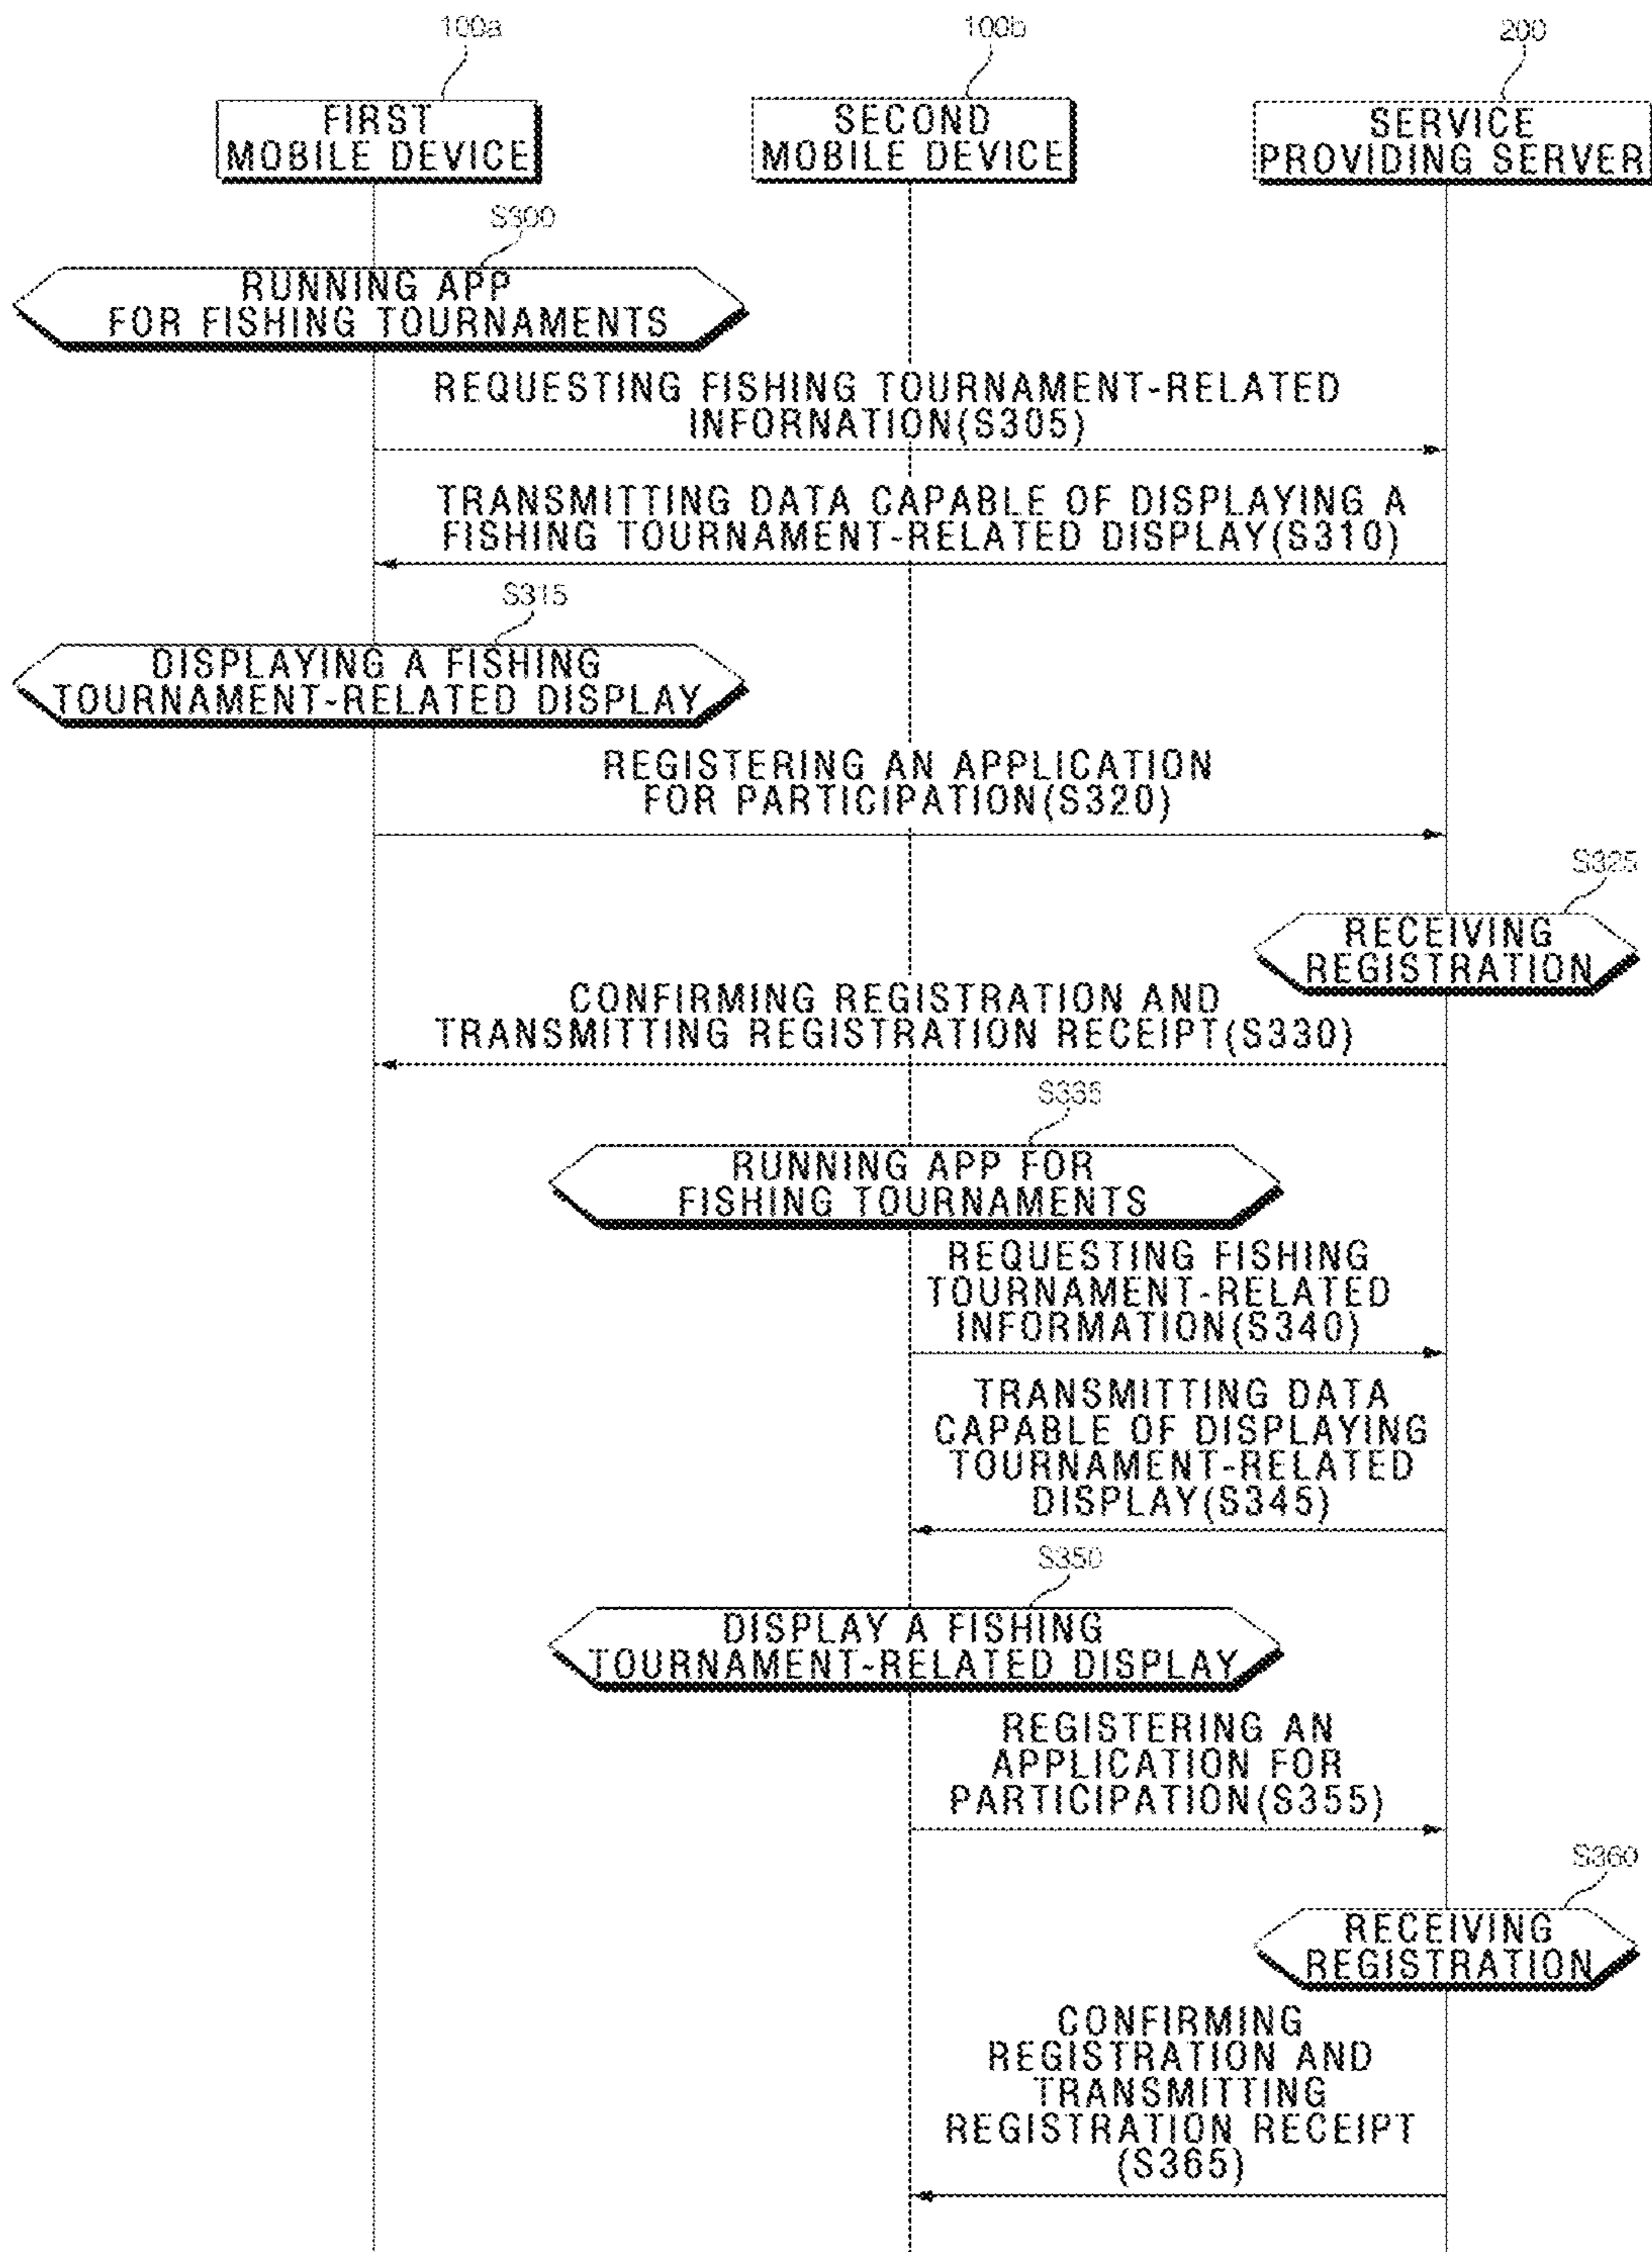 100a
100b
200
FIRST
MOBILE DEVICE
SECOND
MOBILE DEVICE
SERVICE
PROVIDING SERVER
S300
RUNNING APP
FOR FISHING TOURNAMENTS
REQUESTING FISHING TOURNAMENT-RELATED
INFORNATION(S305)
TRANSMITTING DATA CAPABLE OF DISPLAYING A
FISHING TOURNAMENT-RELATED DISPLAY(S310)
S315
DISPLAYING A FISHING
TOURNAMENT-RELATED DISPLAY
REGISTERING AN APPLICATION
FOR PARTICIPATION(S320)
S325
RECEIVING
REGISTRATION
CONFIRMING REGISTRATION AND
TRANSMITTING REGISTRATION RECEIPT(S330)
S335
RUNNING APP FOR
FISHING TOURNAMENTS
REQUESTING FISHING
TOURNAMENT-RELATED
INFORMATION(S340)
TRANSMITTING DATA
CAPABLE OF DISPLAYING
TOURNAMENT-RELATED
DISPLAY(S345)
S350
DISPLAY A FISHING
TOURNAMENT-RELATED DISPLAY
REGISTERING AN
APPLICATION FOR
PARTICIPATION(S355)
S360
RECEIVING
REGISTRATION
CONFIRMING
REGISTRATION AND
TRANSMITTING
REGISTRATION RECEIPT
(S365)